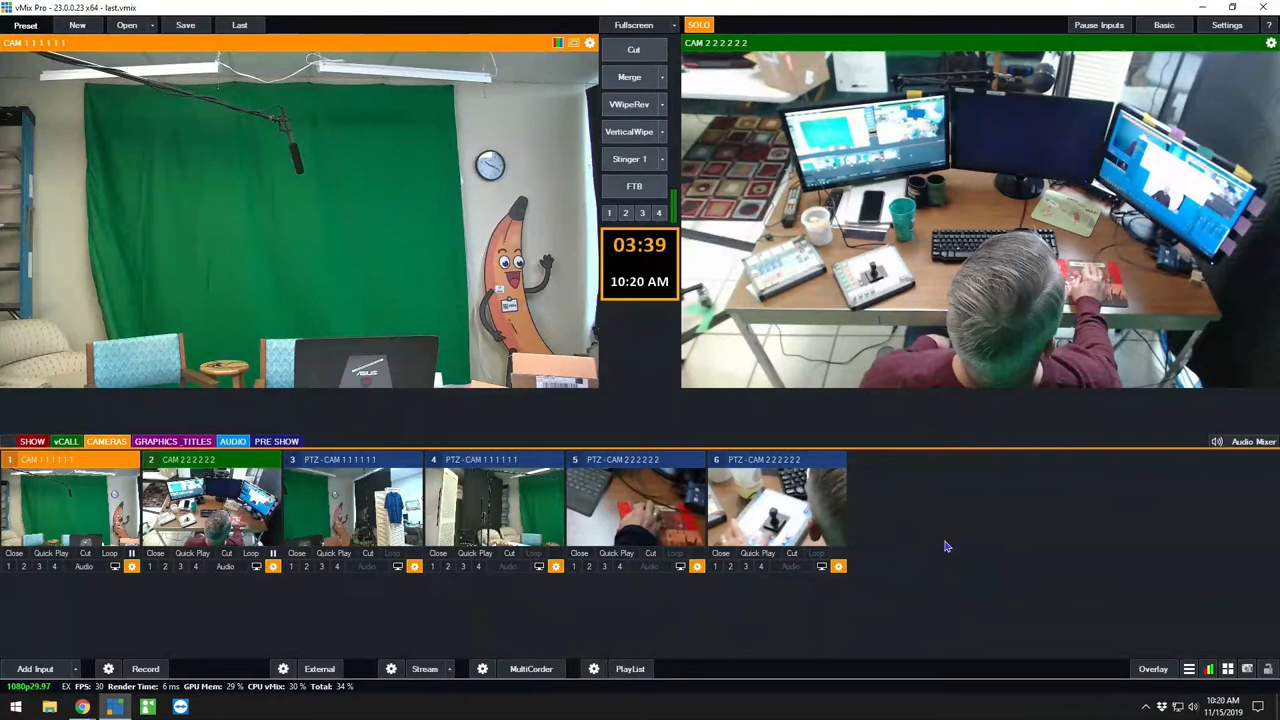 vMix Pro - 23.0.0.23 x64 - last.vmix
Preset New Open Save Last Fullscreen SOLO Pause Inputs Basic Settings ?
CAM 1 1 1 1 1 1
CAM 2 2 2 2 2 2
Cut
Merge
VWipeRev
VerticalWipe
Stinger 1
FTB
1 2 3 4
03:39
10:20 AM
ASUS
SHOW vCALL CAMERAS GRAPHICS_TITLES AUDIO PRE SHOW Audio Mixer
1 CAM 1 1 1 1 1 1 2 CAM 2 2 2 2 2 2 3 PTZ - CAM 1 1 1 1 1 1 4 PTZ - CAM 1 1 1 1 1 1 5 PTZ - CAM 2 2 2 2 2 2 6 PTZ - CAM 2 2 2 2 2 2
Close Quick Play Cut Loop Close Quick Play Cut Loop Close Quick Play Cut Loop Close Quick Play Cut Loop Close Quick Play Cut Loop Close Quick Play Cut Loop
1 2 3 4 Audio 1 2 3 4 Audio 1 2 3 4 Audio 1 2 3 4 Audio 1 2 3 4 Audio 1 2 3 4 Audio
Add Input Record External Stream MultiCorder PlayList Overlay
1080p29.97 EX FPS: 30 Render Time: 6 ms GPU Mem: 29 % CPU vMix: 30 % Total: 34 %
10:20 AM
11/15/2019